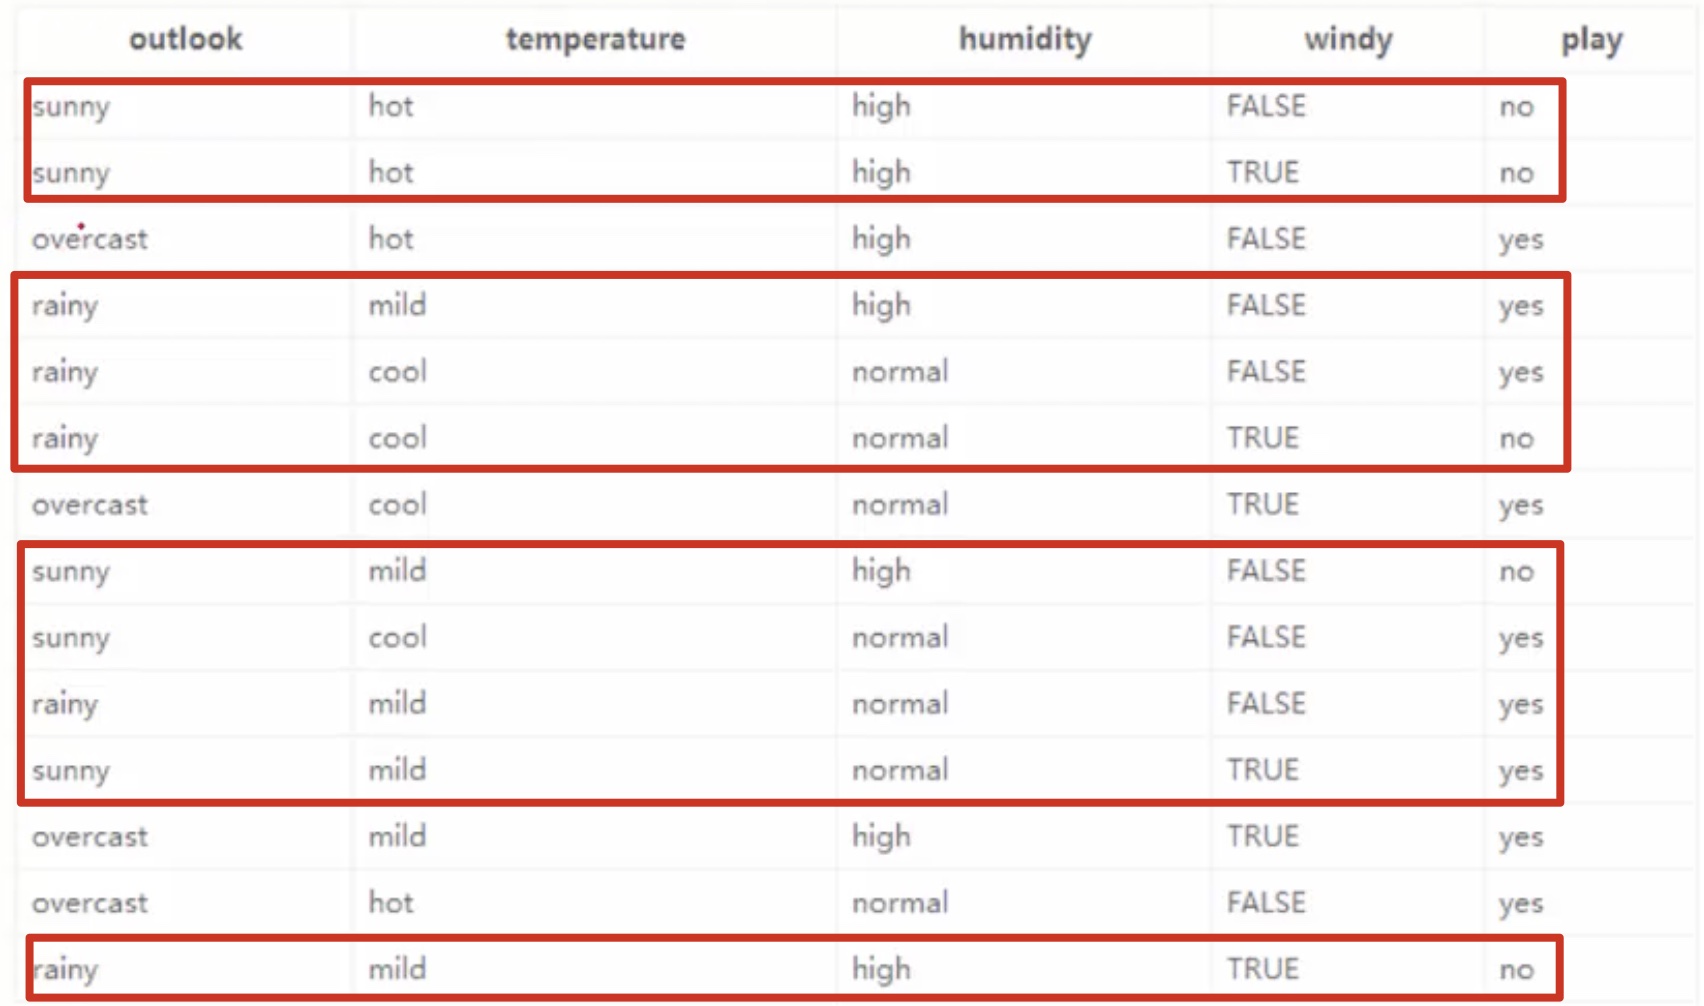 outlook temperature humidity windy play
sunny hot high FALSE no
sunny hot high TRUE no
overcast hot high FALSE yes
rainy mild high FALSE yes
rainy cool normal FALSE yes
rainy cool normal TRUE no
overcast cool normal TRUE yes
sunny mild high FALSE no
sunny cool normal FALSE yes
rainy mild normal FALSE yes
sunny mild normal TRUE yes
overcast mild high TRUE yes
overcast hot normal FALSE yes
rainy mild high TRUE no